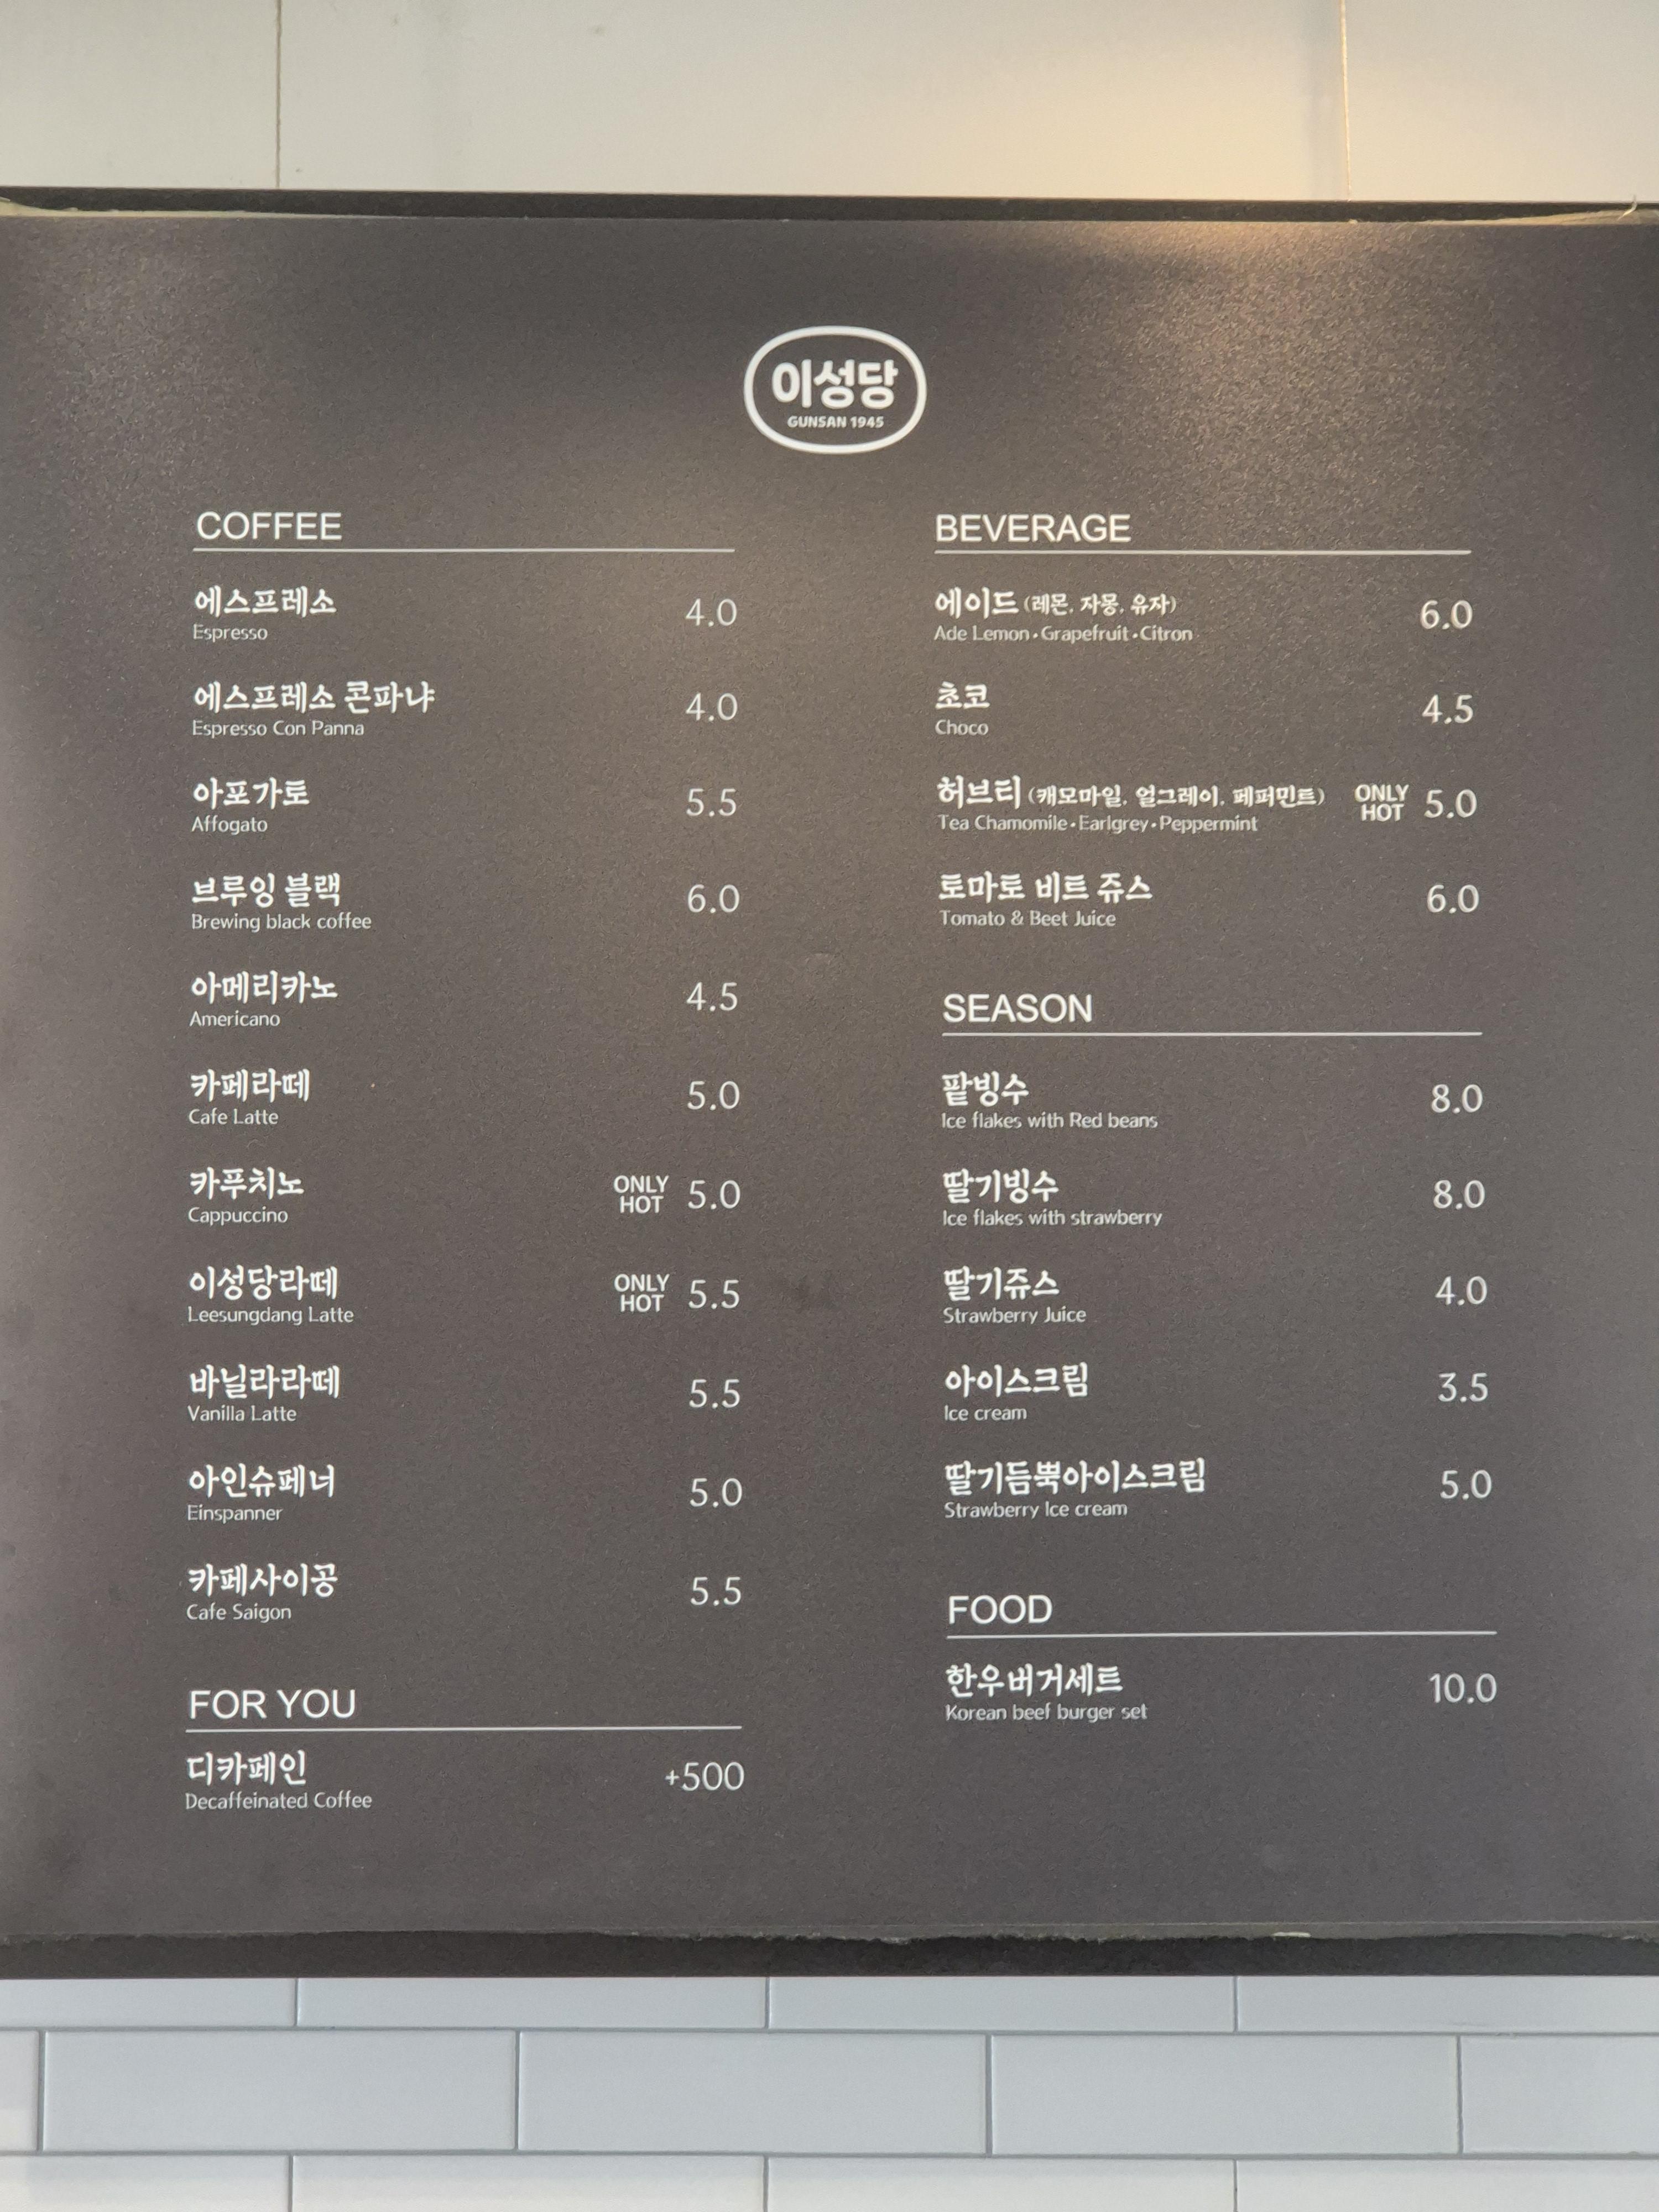 이성당
GUNSAN 1945
COFFEE
에스프레소 4.0
Espresso
에스프레소 콘파냐 4.0
Espresso Con Panna
아포가토 5.5
Affogato
브루잉 블랙 6.0
Brewing black coffee
아메리카노 4.5
Americano
카페라떼 5.0
Cafe Latte
카푸치노 ONLY HOT 5.0
Cappuccino
이성당라떼 ONLY HOT 5.5
Leesungdang Latte
바닐라라떼 5.5
Vanilla Latte
아인슈페너 5.0
Einspanner
카페사이공 5.5
Cafe Saigon
FOR YOU
디카페인 +500
Decaffeinated Coffee
BEVERAGE
에이드 (레몬, 자몽, 유자) 6.0
Ade Lemon•Grapefruit•Citron
초코 4.5
Choco
허브티 (캐모마일, 얼그레이, 페퍼민트) ONLY HOT 5.0
Tea Chamomile•Earlgrey•Peppermint
토마토 비트 쥬스 6.0
Tomato & Beet Juice
SEASON
팥빙수 8.0
Ice flakes with Red beans
딸기빙수 8.0
Ice flakes with strawberry
딸기쥬스 4.0
Strawberry Juice
아이스크림 3.5
Ice cream
딸기듬뿍아이스크림 5.0
Strawberry Ice cream
FOOD
한우버거세트 10.0
Korean beef burger set